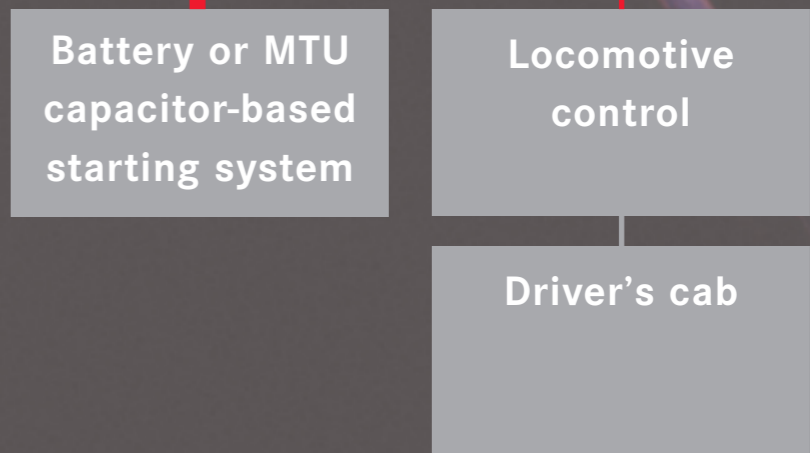 Battery or MTU
capacitor-based
starting system
Locomotive
control
Driver’s cab